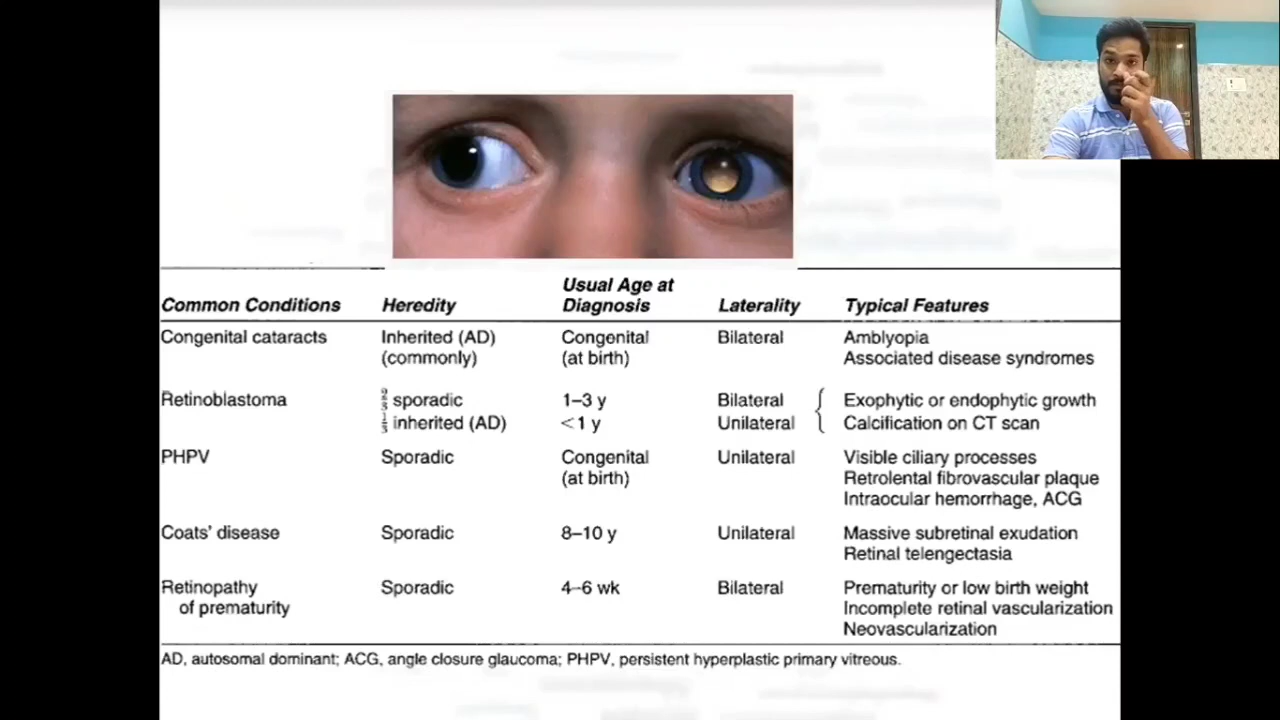 Common Conditions Heredity Usual Age at Diagnosis Laterality Typical Features
Congenital cataracts Inherited (AD) Congenital Bilateral Amblyopia
(commonly) (at birth) Associated disease syndromes
Retinoblastoma sporadic 1–3 y Bilateral Exophytic or endophytic growth
inherited (AD) <1 y Unilateral Calcification on CT scan
PHPV Sporadic Congenital Unilateral Visible ciliary processes
(at birth) Retrolental fibrovascular plaque
Intraocular hemorrhage, ACG
Coats' disease Sporadic 8–10 y Unilateral Massive subretinal exudation
Retinal telengectasia
Retinopathy Sporadic 4–6 wk Bilateral Prematurity or low birth weight
of prematurity Incomplete retinal vascularization
Neovascularization
AD, autosomal dominant; ACG, angle closure glaucoma; PHPV, persistent hyperplastic primary vitreous.